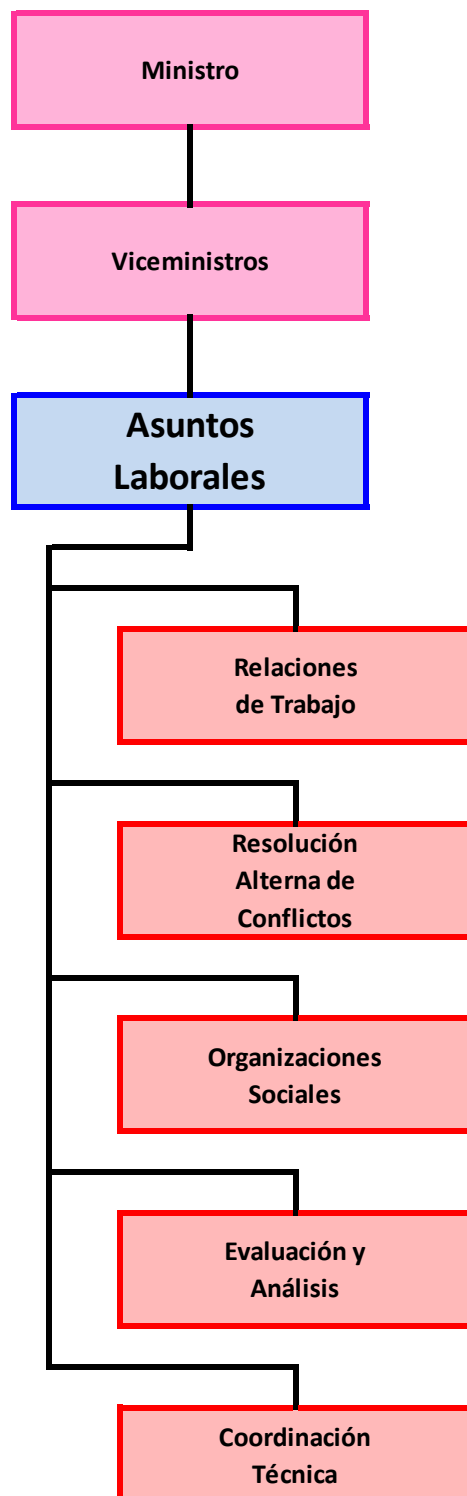 Ministro
Viceministros
Asuntos
Laborales
Relaciones
de Trabajo
Resolución
Alterna de
Conflictos
Organizaciones
Sociales
Evaluación y
Análisis
Coordinación
Técnica